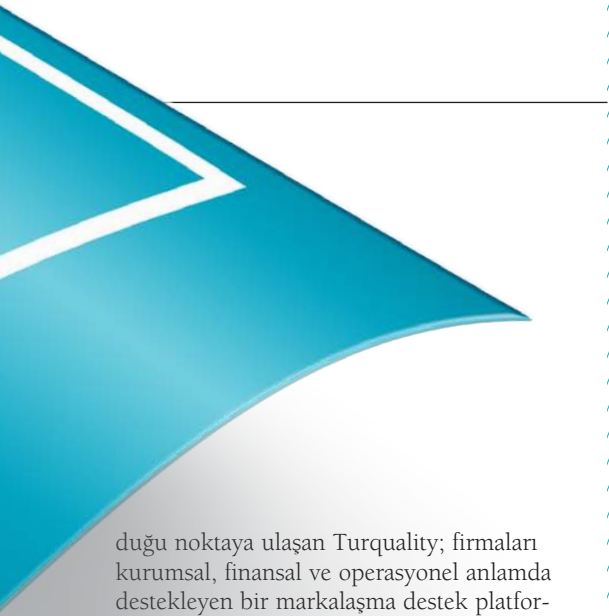 duğu noktaya ulaşan Turquality; firmaları
kurumsal, finansal ve operasyonel anlamda
destekleyen bir markalaşma destek platfor-